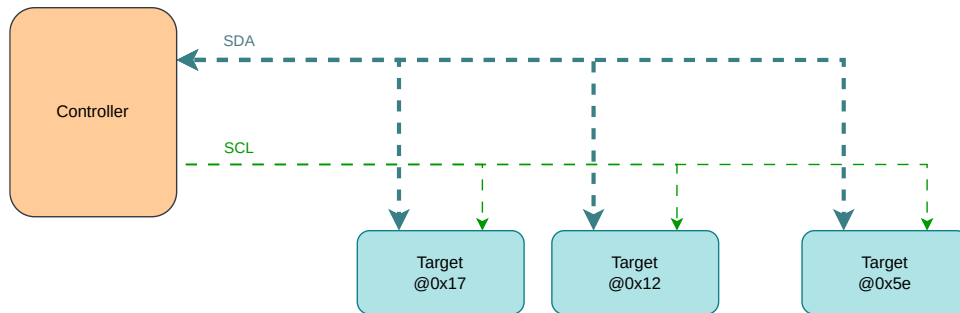 SDA
Controller
SCL
Target
@0x17
Target
@0x12
Target
@0x5e